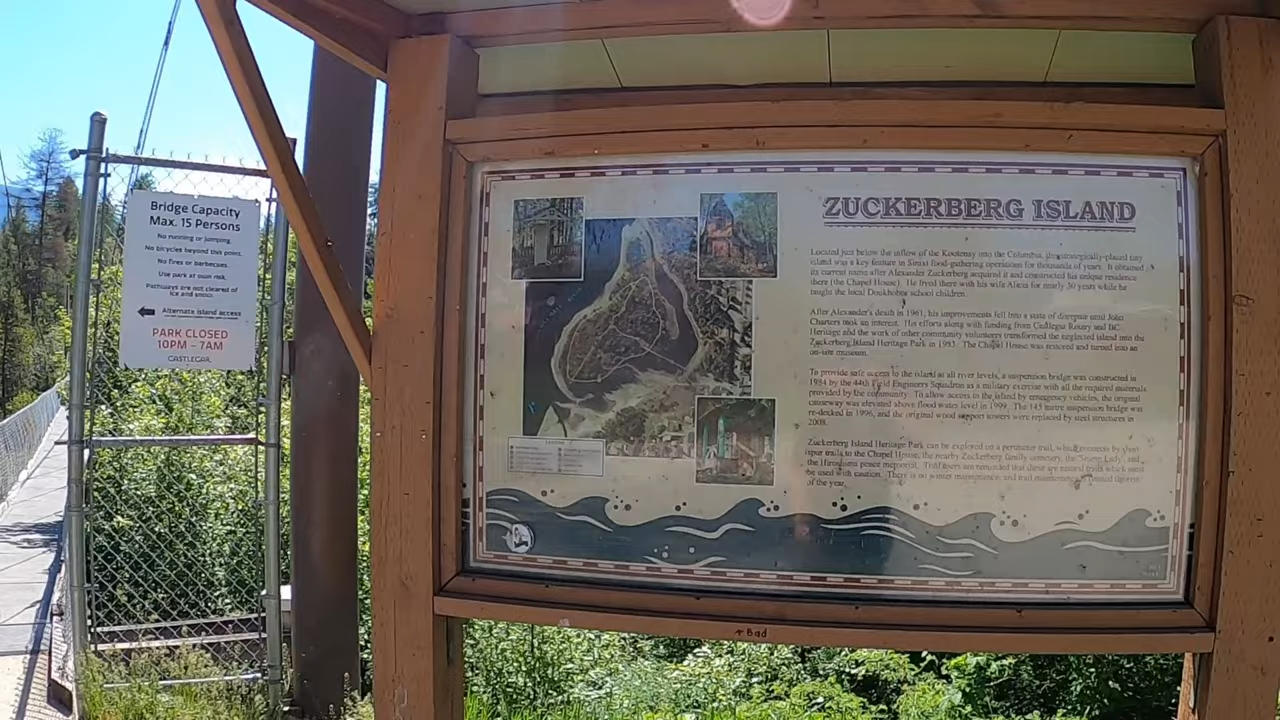 Bridge Capacity
Max. 15 Persons
No running or jumping.
No bicycles beyond this point.
No fires or barbecues.
Use park at own risk.
Pathways are not cleared of
ice and snow.
Alternate island access
PARK CLOSED
10PM - 7AM
CASTLEGAR
ZUCKERBERG ISLAND
Located just below the inflow of the Kootenay into the Columbia, this strategically-placed tiny
island was a key feature in Sinixt food-gathering operations for thousands of years. It obtained
its current name after Alexander Zuckerberg acquired it and constructed his unique residence
there (the Chapel House). He lived there with his wife Alicia for nearly 30 years while he
taught the local Doukhobor school children.
After Alexander's death in 1961, his improvements fell into a state of disrepair until John
Charters took an interest. His efforts along with funding from Castlegar Rotary and BC
Heritage and the work of other community volunteers transformed the neglected island into the
Zuckerberg Island Heritage Park in 1983. The Chapel House was restored and turned into an
on-site museum.
To provide safe access to the island at all river levels, a suspension bridge was constructed in
1984 by the 44th Field Engineers Squadron as a military exercise with all the required materials
provided by the community. To allow access to the island by emergency vehicles, the original
causeway was elevated above flood water level in 1999. The 145 metre suspension bridge was
re-decked in 1996, and the original wood support towers were replaced by steel structures in
2008.
Zuckerberg Island Heritage Park can be explored on a perimeter trail, which connects by short
spur trails to the Chapel House, the nearby Zuckerberg family cemetery, the "Stump Lady", and
the Hiroshima peace memorial. Trail users are reminded that these are natural trails which must
be used with caution. There is no winter maintenance, and trail maintenance is limited the rest
of the year.
Bad